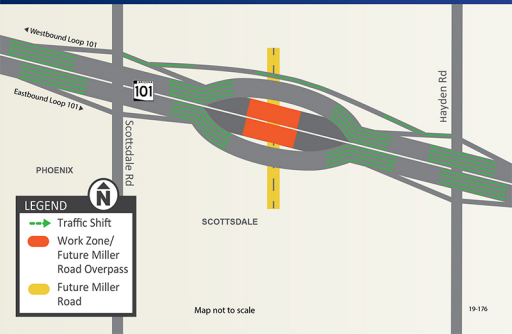 Westbound Loop 101
Eastbound Loop 101
101
Scottsdale Rd
Hayden Rd
PHOENIX
SCOTTSDALE
N
LEGEND
Traffic Shift
Work Zone/
Future Miller
Road Overpass
Future Miller
Road
Map not to scale
19-176